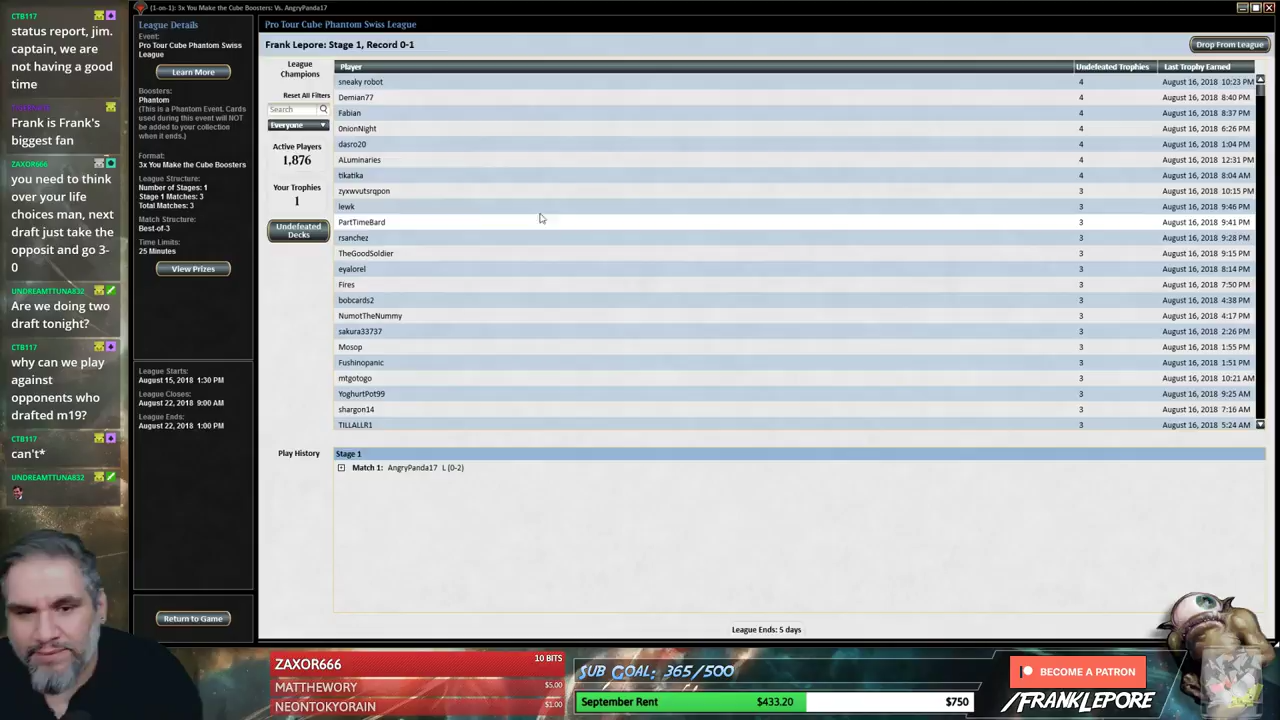 CTB117
status report, jim.
captain, we are
not having a good
time
Frank is Frank's
biggest fan
ZAXOR666
you need to think
over your life
choices man, next
draft just take the
opposit and go 3-
0
UNDREAMTTUNA832
Are we doing two
draft tonight?
CTB117
why can we play
against
opponents who
drafted m19?
CTB117
can't*
UNDREAMTTUNA832
(1-on-1): 3x You Make the Cube Boosters: Vs. AngryPanda17
League Details
Event:
Pro Tour Cube Phantom Swiss
League
Learn More
Boosters:
Phantom
(This is a Phantom Event. Cards
used during this event will NOT
be added to your collection
when it ends.)
Format:
3x You Make the Cube Boosters
League Structure:
Number of Stages: 1
Stage 1 Matches: 3
Total Matches: 3
Match Structure:
Best-of-3
Time Limits:
25 Minutes
View Prizes
League Starts:
August 15, 2018 1:30 PM
League Closes:
August 22, 2018 9:00 AM
League Ends:
August 22, 2018 1:00 PM
Return to Game
Pro Tour Cube Phantom Swiss League
Frank Lepore: Stage 1, Record 0-1
Drop From League
League
Champions
Reset All Filters
Search
Everyone
Active Players
1,876
Your Trophies
1
Undefeated
Decks
Player Undefeated Trophies Last Trophy Earned
sneaky robot 4 August 16, 2018 10:23 PM
Demian77 4 August 16, 2018 8:40 PM
Fabian 4 August 16, 2018 8:37 PM
0nionNight 4 August 16, 2018 6:26 PM
dasro20 4 August 16, 2018 1:04 PM
ALuminaries 4 August 16, 2018 12:31 PM
tikatika 4 August 16, 2018 8:04 AM
zyxwvutsrqpon 3 August 16, 2018 10:15 PM
lewk 3 August 16, 2018 9:46 PM
PartTimeBard 3 August 16, 2018 9:41 PM
rsanchez 3 August 16, 2018 9:28 PM
TheGoodSoldier 3 August 16, 2018 9:15 PM
eyalorel 3 August 16, 2018 8:14 PM
Fires 3 August 16, 2018 7:50 PM
bobcards2 3 August 16, 2018 4:38 PM
NumotTheNummy 3 August 16, 2018 4:17 PM
sakura33737 3 August 16, 2018 2:26 PM
Mosop 3 August 16, 2018 1:55 PM
Fushinopanic 3 August 16, 2018 1:51 PM
mtgotogo 3 August 16, 2018 10:21 AM
YoghurtPot99 3 August 16, 2018 9:25 AM
shargon14 3 August 16, 2018 7:16 AM
TILLALLR1 3 August 16, 2018 5:24 AM
Play History
Stage 1
Match 1: AngryPanda17 L (0-2)
League Ends: 5 days
ZAXOR666 10 BITS
MATTHEWORY $5.00
NEONTOKYORAIN $1.00
SUB GOAL: 365/500
September Rent $433.20 $750
BECOME A PATRON
/FRANKLEPORE